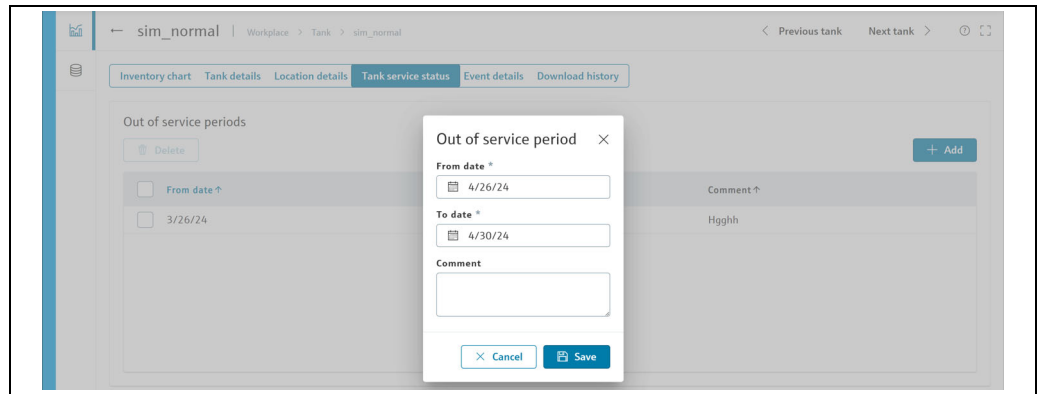 ← sim_normal | Workplace > Tank > sim_normal
< Previous tank Next tank >
Inventory chart Tank details Location details Tank service status Event details Download history
Out of service periods
Delete
+ Add
From date ↑
Comment ↑
3/26/24
Hgghh
Out of service period ×
From date *
4/26/24
To date *
4/30/24
Comment
× Cancel
Save